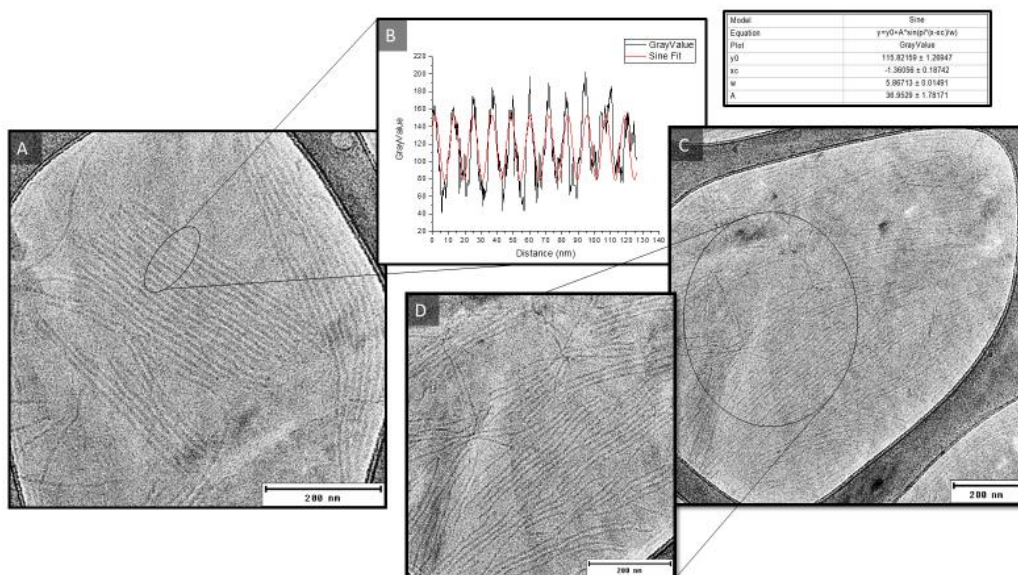 B
GrayValue
Sine Fit
220
200
180
160
140
120
100
80
60
40
20
GrayValue
0 10 20 30 40 50 60 70 80 90 100 110 120 130 140
Distance (nm)
Model Sine
Equation y=y0+A*sin(pi*(x-xc)/w)
Plot GrayValue
y0 115.82159 ± 1.26947
xc -1.36056 ± 0.18742
w 5.86713 ± 0.01491
A 36.9529 ± 1.78171
A
200 nm
C
200 nm
D
200 nm